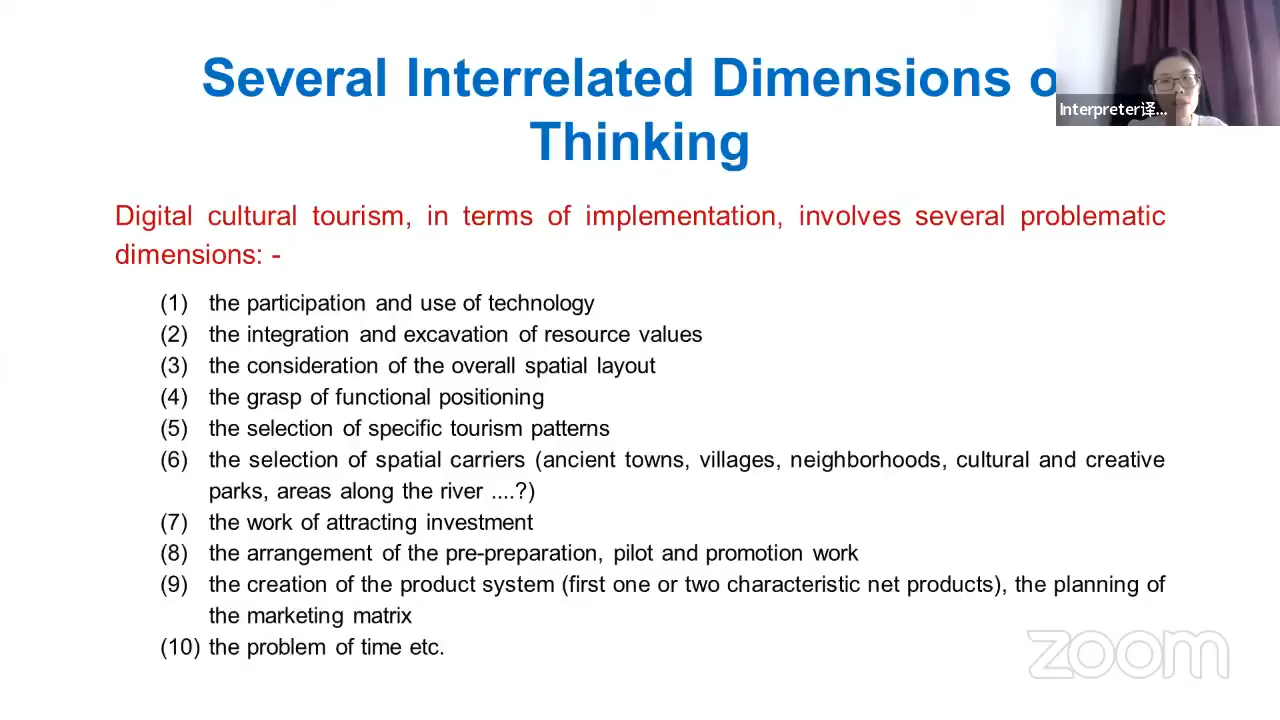 Several Interrelated Dimensions o
Thinking
Interpreter译...
Digital cultural tourism, in terms of implementation, involves several problematic
dimensions: -
(1) the participation and use of technology
(2) the integration and excavation of resource values
(3) the consideration of the overall spatial layout
(4) the grasp of functional positioning
(5) the selection of specific tourism patterns
(6) the selection of spatial carriers (ancient towns, villages, neighborhoods, cultural and creative
parks, areas along the river ....?)
(7) the work of attracting investment
(8) the arrangement of the pre-preparation, pilot and promotion work
(9) the creation of the product system (first one or two characteristic net products), the planning of
the marketing matrix
(10) the problem of time etc.
zoom